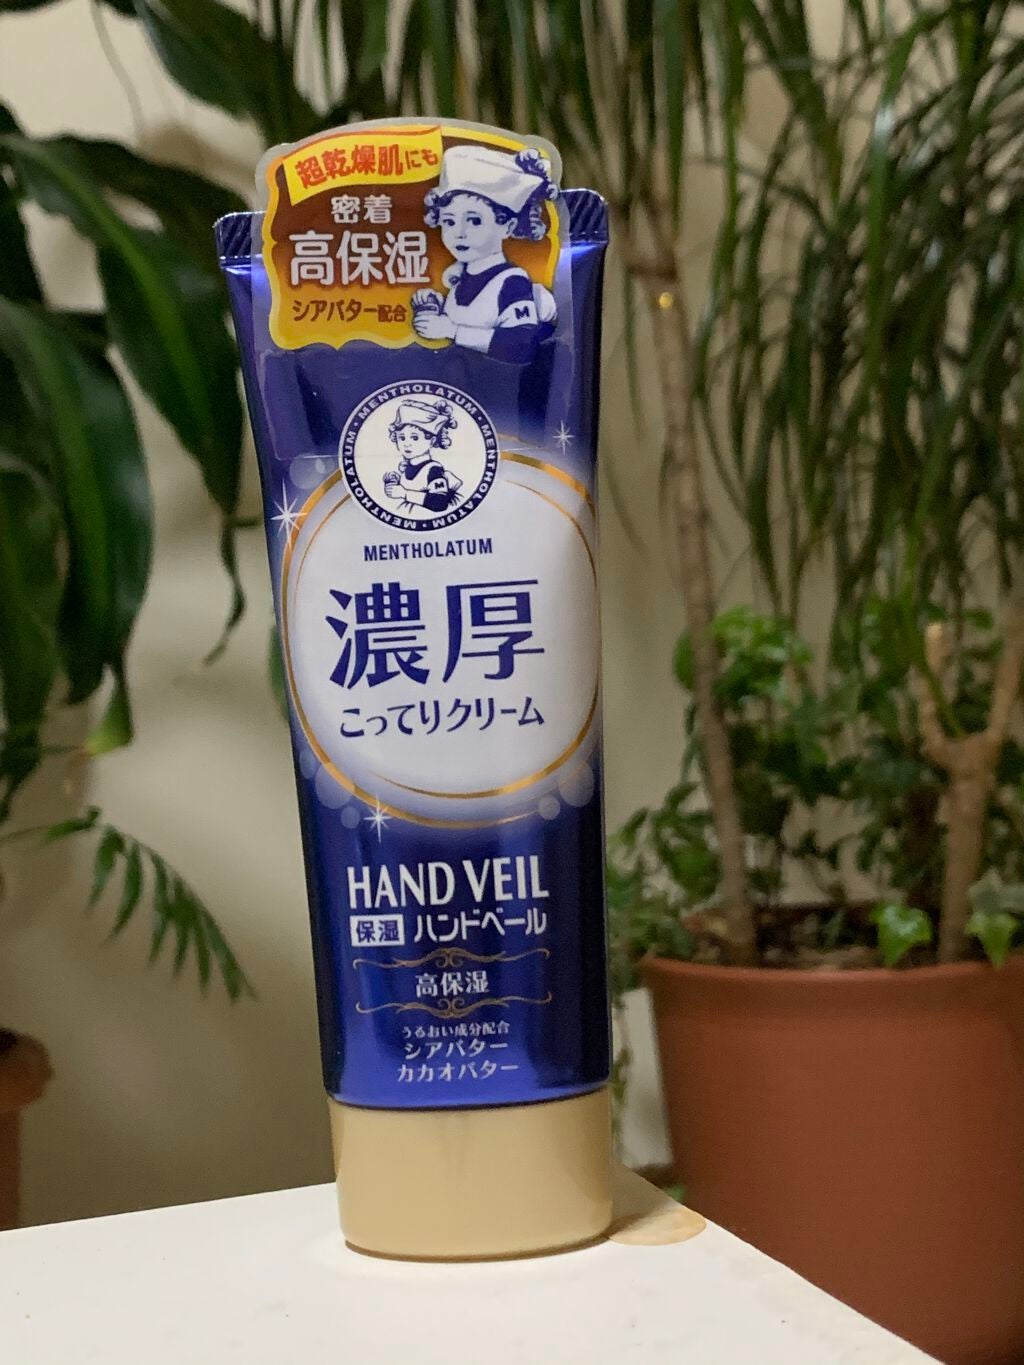 超乾燥肌にも
密着
高保湿
シアバター配合
M
MENTHOLATUM・MENTHOLATUM・MENTHOLATUM・MENTHOLATUM・
M
MENTHOLATUM
濃厚
こってりクリーム
HAND VEIL
保湿 ハンドベール
高保湿
うるおい成分配合
シアバター
カカオバター